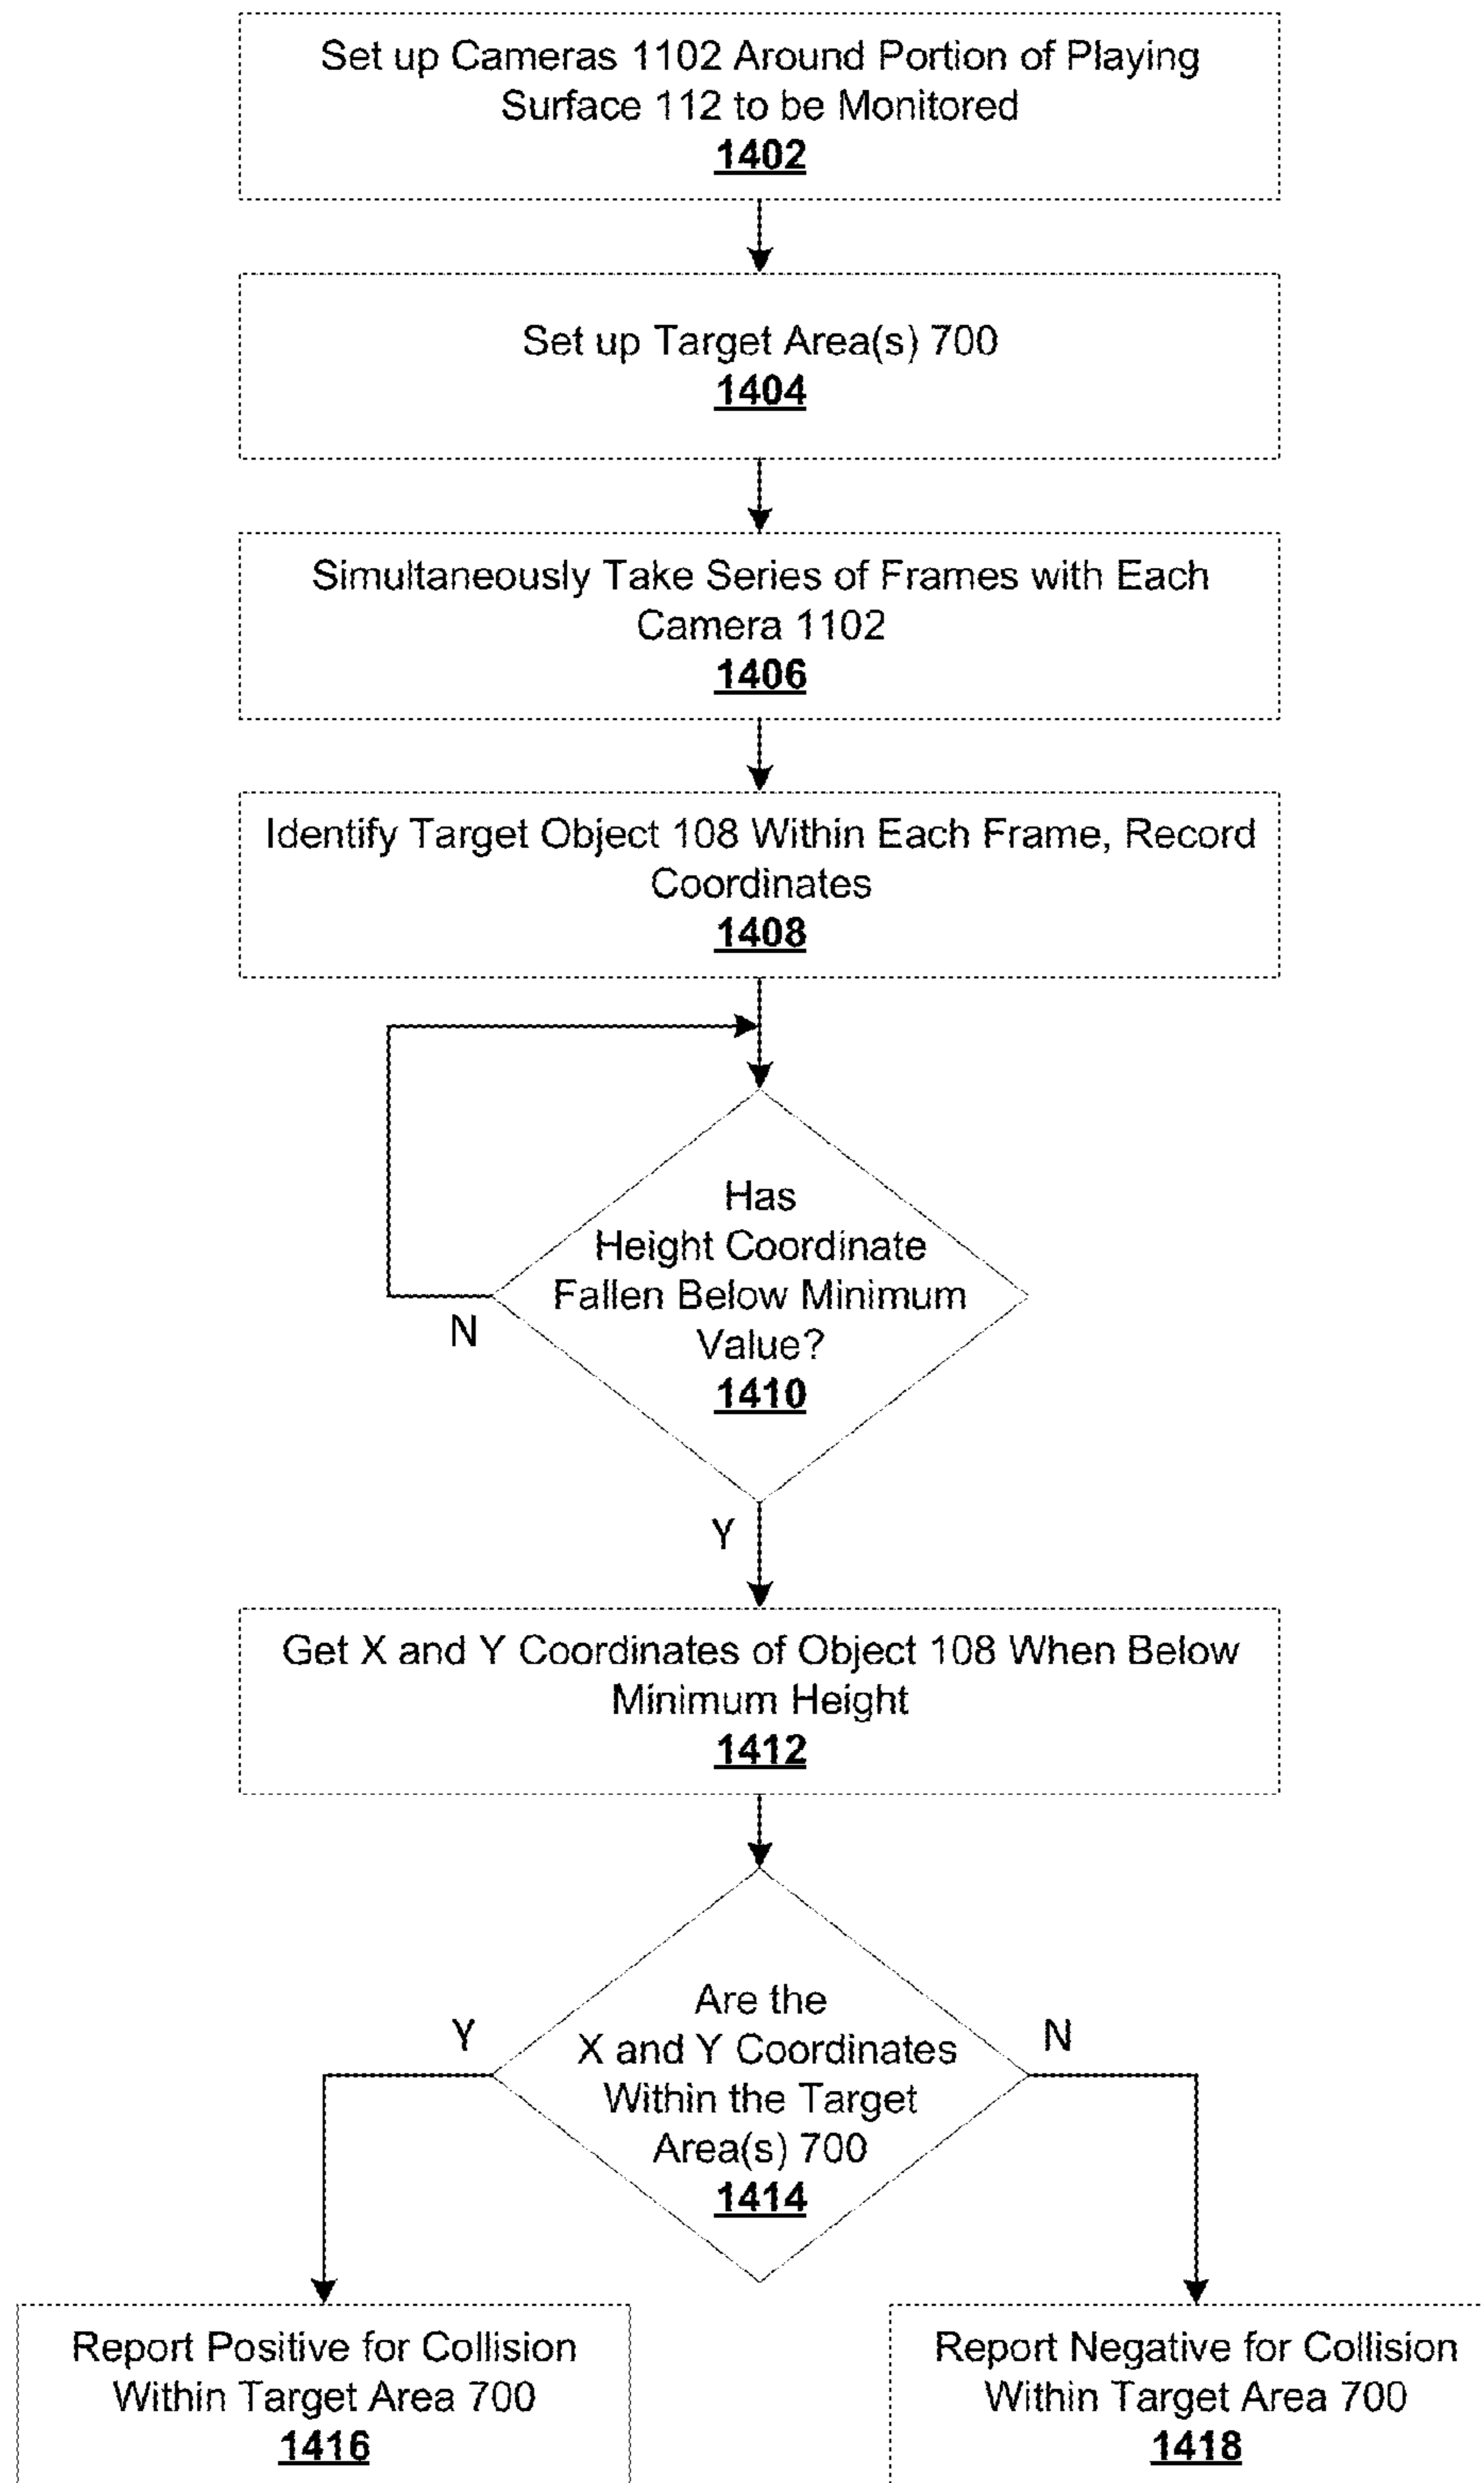 Set up Cameras 1102 Around Portion of Playing
Surface 112 to be Monitored
1402
Set up Target Area(s) 700
1404
Simultaneously Take Series of Frames with Each
Camera 1102
1406
Identify Target Object 108 Within Each Frame, Record
Coordinates
1408
Has
Height Coordinate
Fallen Below Minimum
Value?
1410
N
Y
Get X and Y Coordinates of Object 108 When Below
Minimum Height
1412
Are the
X and Y Coordinates
Within the Target
Area(s) 700
1414
Y
N
Report Positive for Collision
Within Target Area 700
1416
Report Negative for Collision
Within Target Area 700
1418